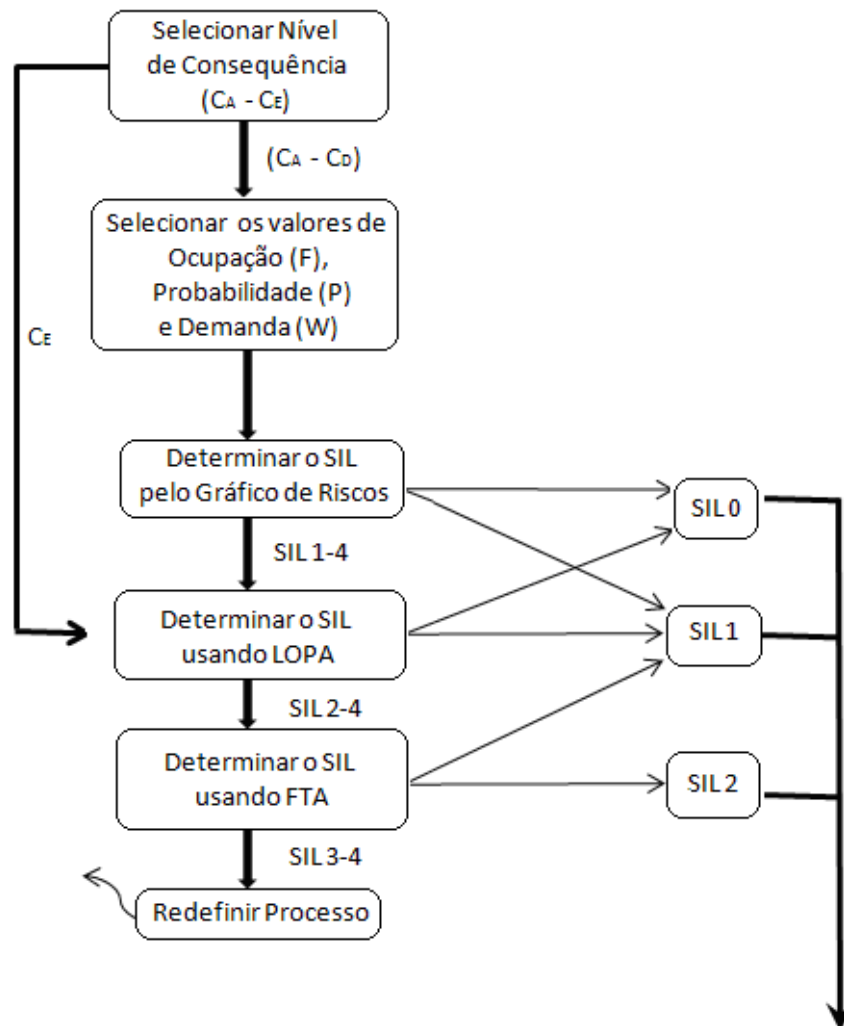 Selecionar Nível
de Consequência
(CA - CE)
(CA - CD)
Selecionar os valores de
Ocupação (F),
Probabilidade (P)
e Demanda (W)
CE
Determinar o SIL
pelo Gráfico de Riscos
SIL 0
SIL 1-4
Determinar o SIL
usando LOPA
SIL 1
SIL 2-4
Determinar o SIL
usando FTA
SIL 2
SIL 3-4
Redefinir Processo